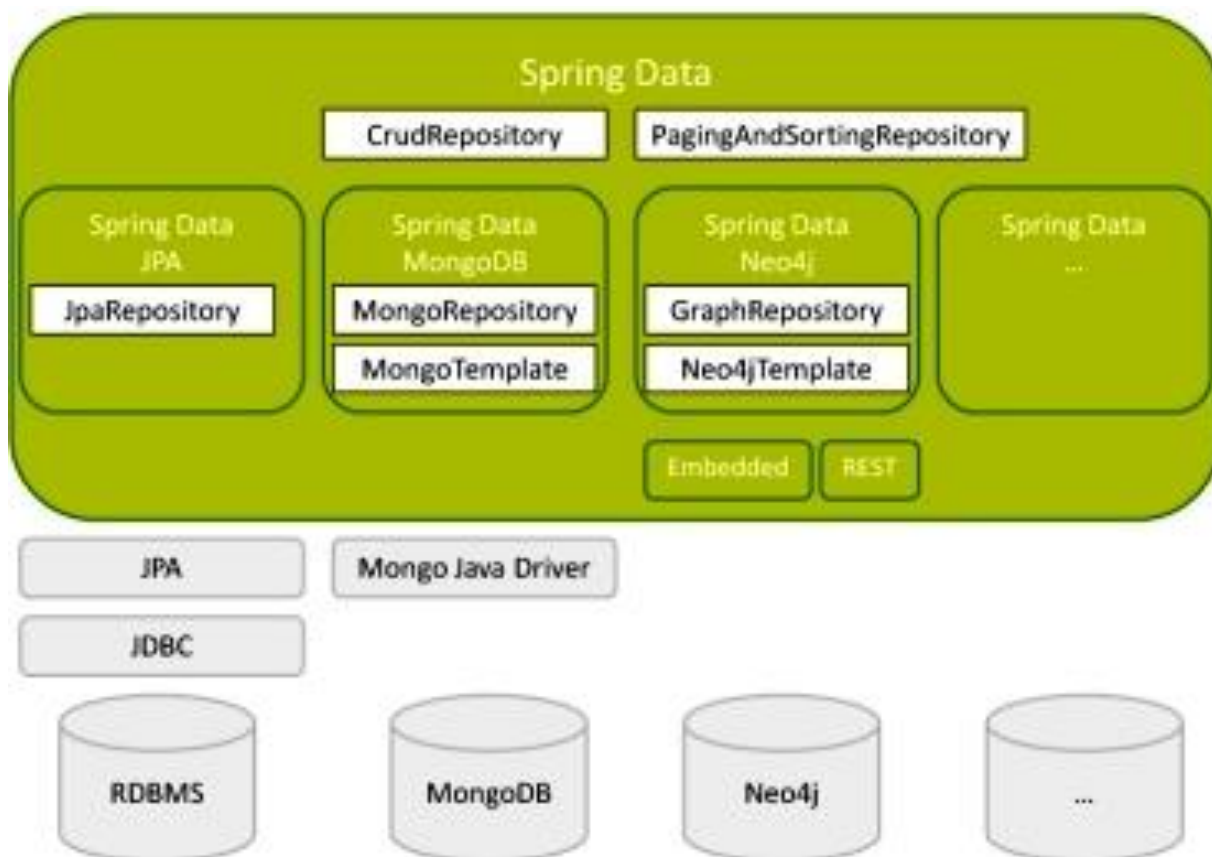 Spring Data
CrudRepository
PagingAndSortingRepository
Spring Data
JPA
JpaRepository
Spring Data
MongoDB
MongoRepository
MongoTemplate
Spring Data
Neo4j
GraphRepository
Neo4jTemplate
Spring Data
...
Embedded
REST
JPA
Mongo Java Driver
JDBC
RDBMS
MongoDB
Neo4j
...